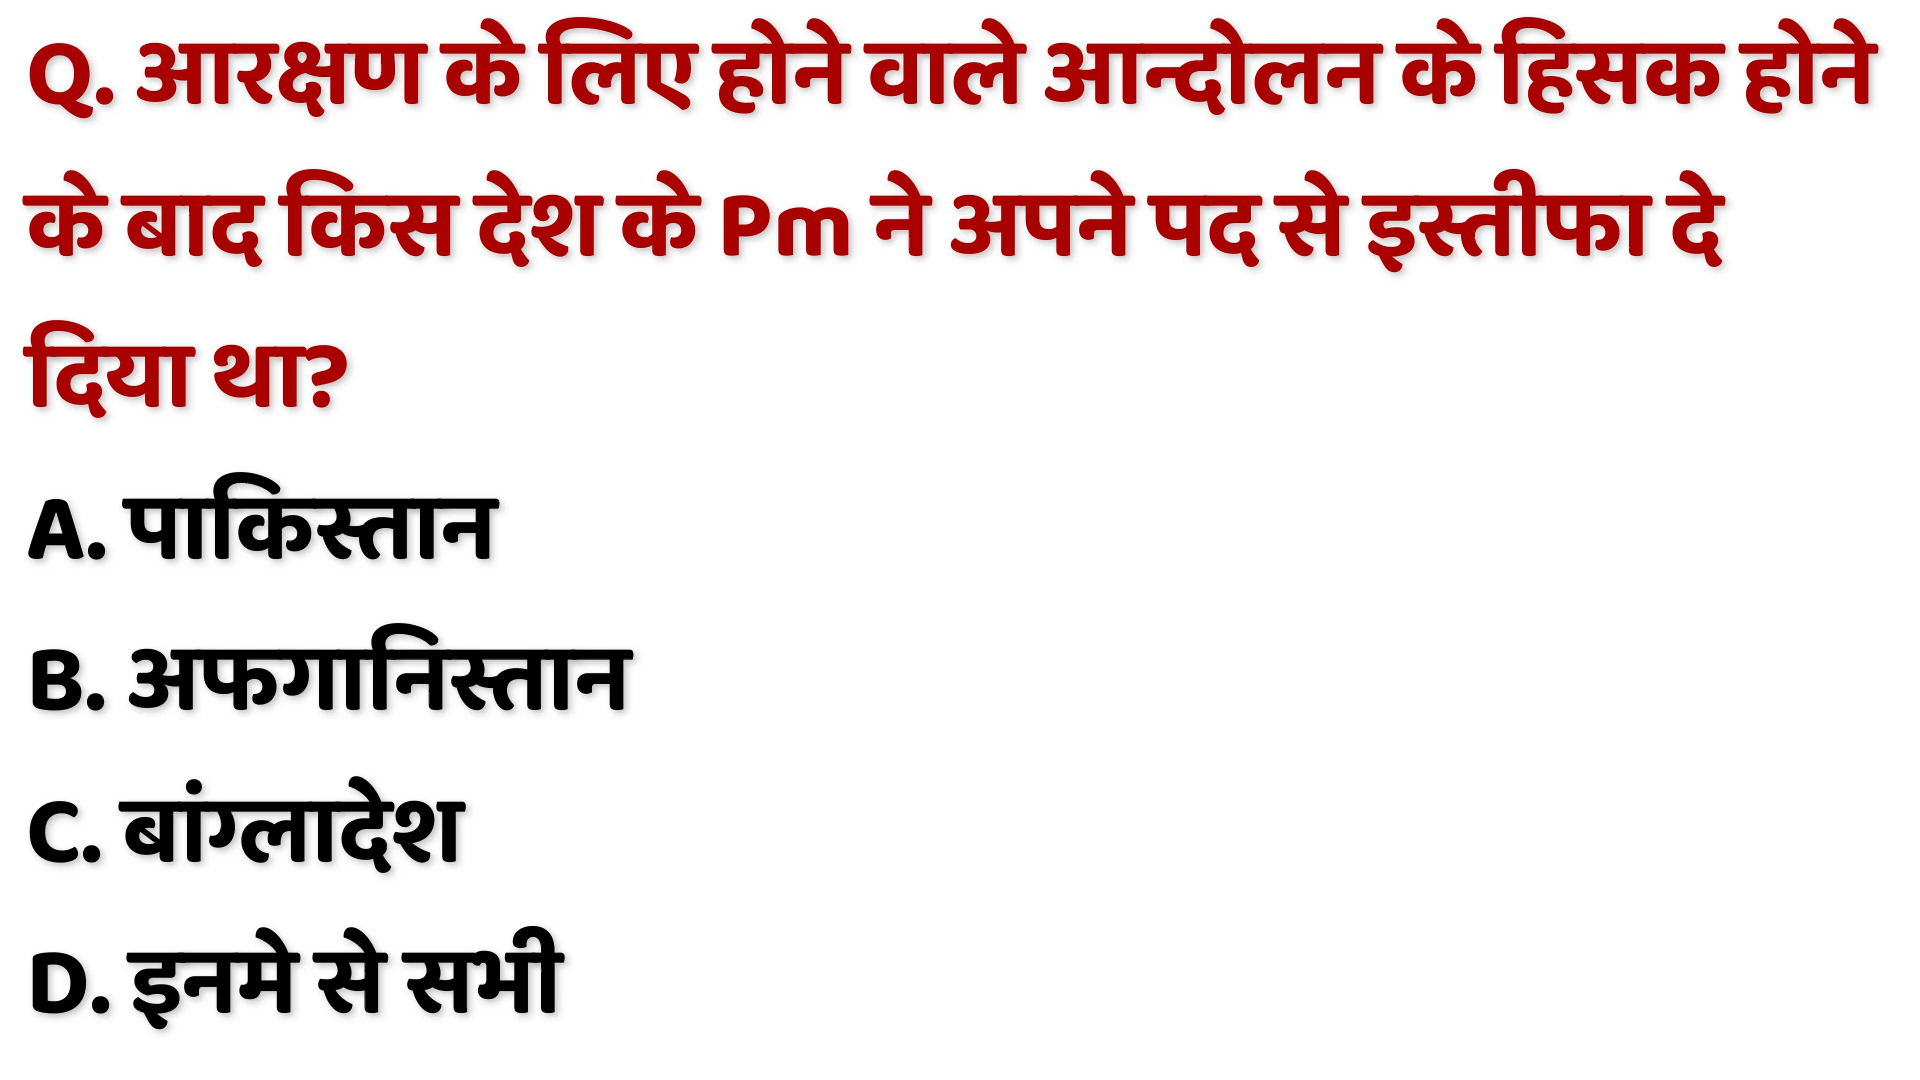 Q. आरक्षण के लिए होने वाले आन्दोलन के हिसक होने
के बाद किस देश के Pm ने अपने पद से इस्तीफा दे
दिया था?
A. पाकिस्तान
B. अफगानिस्तान
C. बांग्लादेश
D. इनमे से सभी